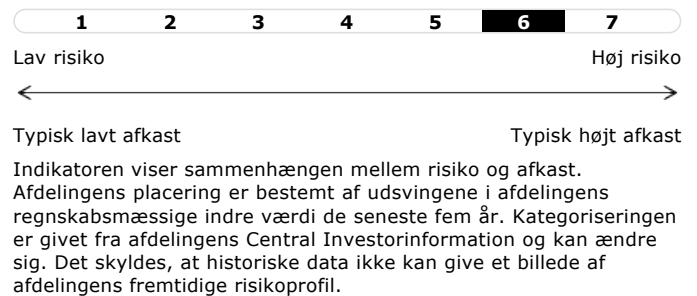 1 2 3 4 5 6 7
Lav risiko Høj risiko
Typisk lavt afkast Typisk højt afkast
Indikatoren viser sammenhængen mellem risiko og afkast.
Afdelingens placering er bestemt af udsvingene i afdelingens
regnskabsmæssige indre værdi de seneste fem år. Kategoriseringen
er givet fra afdelingens Central Investorinformation og kan ændre
sig. Det skyldes, at historiske data ikke kan give et billede af
afdelingens fremtidige risikoprofil.